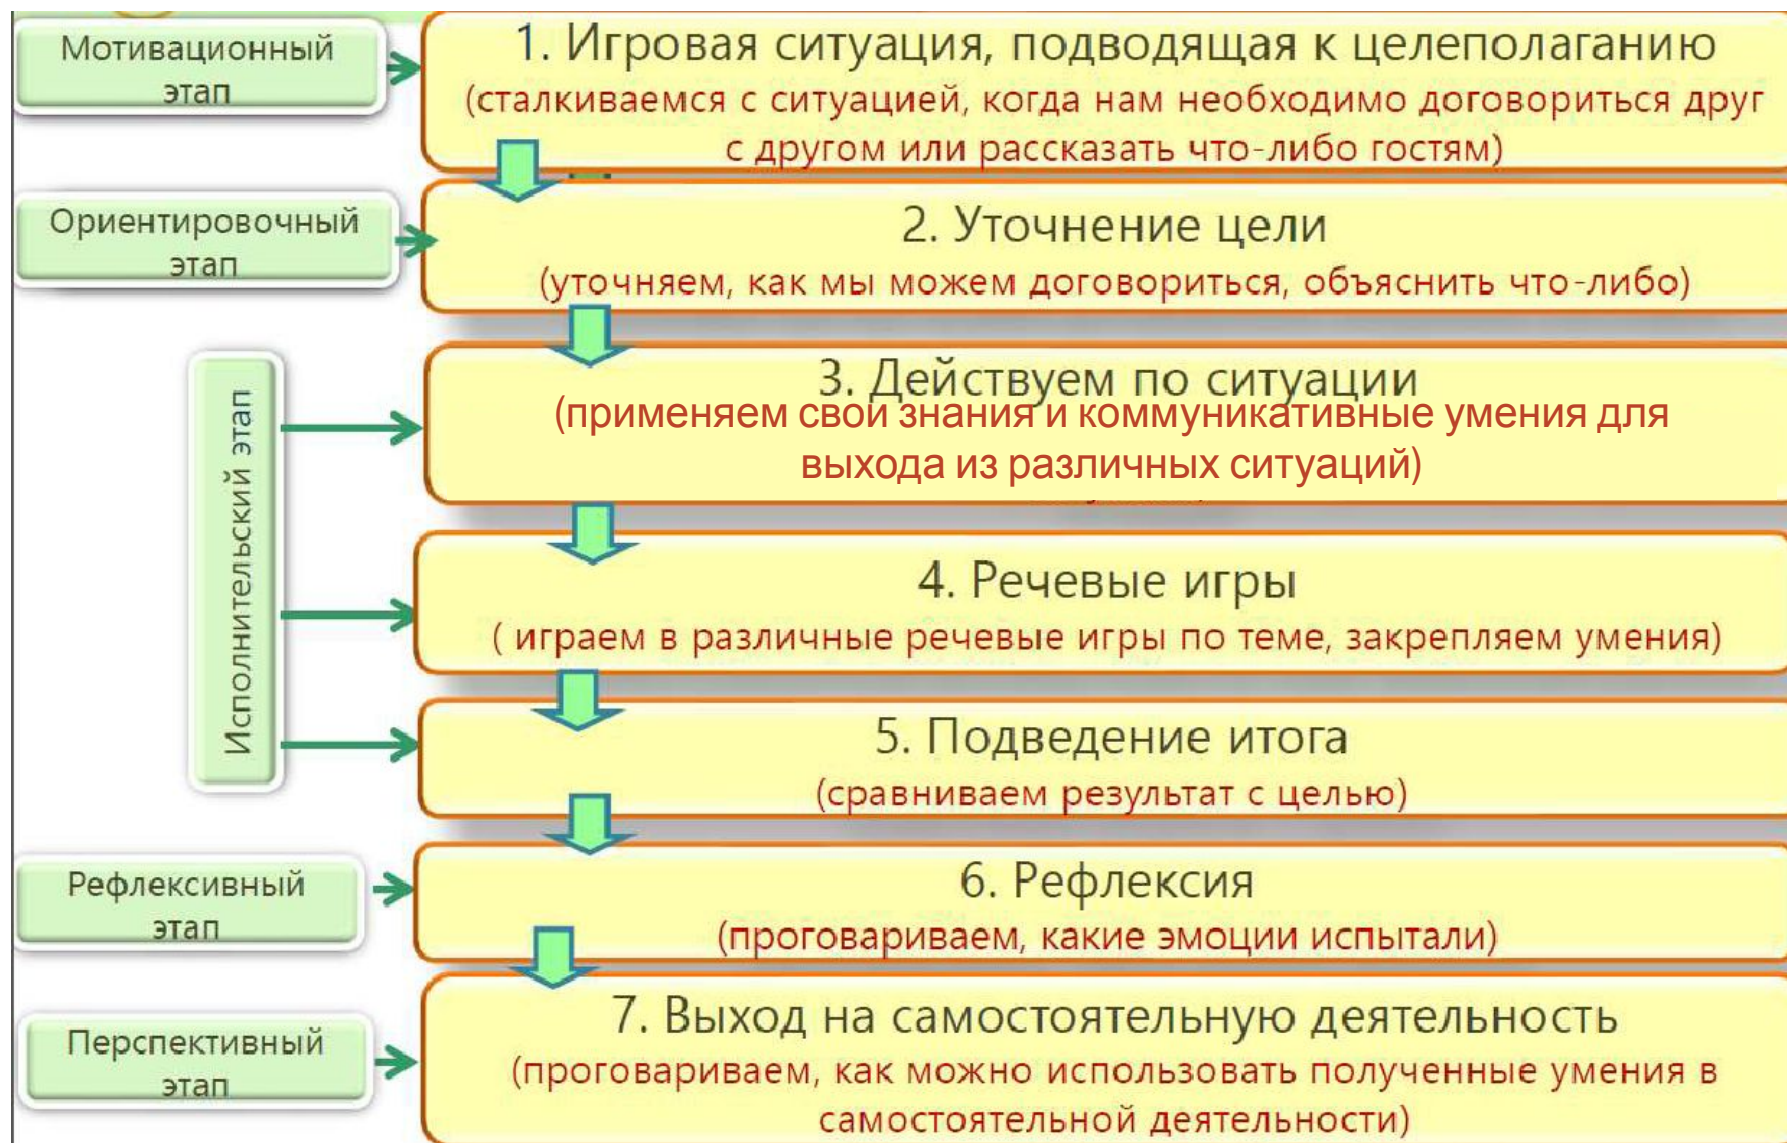 Мотивационный
этап
1. Игровая ситуация, подводящая к целеполаганию
(сталкиваемся с ситуацией, когда нам необходимо договориться друг
с другом или рассказать что-либо гостям)
Ориентировочный
этап
2. Уточнение цели
(уточняем, как мы можем договориться, объяснить что-либо)
Исполнительский этап
3. Действуем по ситуации
(применяем свои знания и коммуникативные умения для
выхода из различных ситуаций)
4. Речевые игры
( играем в различные речевые игры по теме, закрепляем умения)
5. Подведение итога
(сравниваем результат с целью)
Рефлексивный
этап
6. Рефлексия
(проговариваем, какие эмоции испытали)
Перспективный
этап
7. Выход на самостоятельную деятельность
(проговариваем, как можно использовать полученные умения в
самостоятельной деятельности)